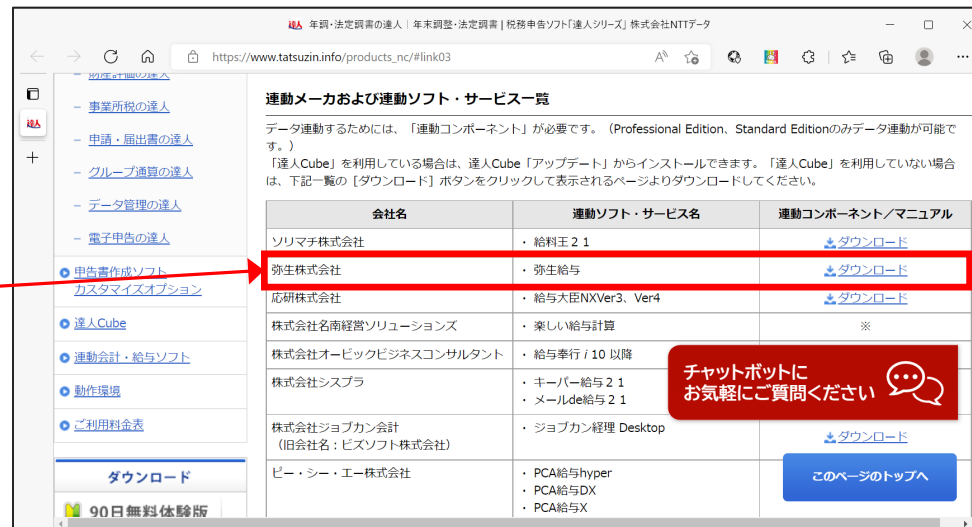 達人 年調・法定調書の達人 | 年末調整・法定調書 | 税務申告ソフト「達人シリーズ」 株式会社NTTデータ
https://www.tatsuzin.info/products_nc/#link03
達人
- 財産評価の達人
- 事業所税の達人
- 申請・届出書の達人
- グループ通算の達人
- データ管理の達人
- 電子申告の達人
申告書作成ソフト
カスタマイズオプション
達人Cube
連動会計・給与ソフト
動作環境
ご利用料金表
ダウンロード
90日無料体験版
連動メーカおよび連動ソフト・サービス一覧
データ連動するためには、「連動コンポーネント」が必要です。（Professional Edition、Standard Editionのみデータ連動が可能で
す。）
「達人Cube」を利用している場合は、達人Cube「アップデート」からインストールできます。「達人Cube」を利用していない場合
は、下記一覧の［ダウンロード］ボタンをクリックして表示されるページよりダウンロードしてください。
会社名 連動ソフト・サービス名 連動コンポーネント／マニュアル
ソリマチ株式会社 ・ 給料王２１ ダウンロード
弥生株式会社 ・ 弥生給与 ダウンロード
応研株式会社 ・ 給与大臣NXVer3、Ver4 ダウンロード
株式会社名南経営ソリューションズ ・ 楽しい給与計算 ※
株式会社オービックビジネスコンサルタント ・ 給与奉行 i 10 以降
株式会社シスプラ ・ キーパー給与２１
・ メールde給与２１
チャットボットに
お気軽にご質問ください
株式会社ジョブカン会計 ・ ジョブカン経理 Desktop
（旧会社名：ビズソフト株式会社） ダウンロード
ピー・シー・エー株式会社 ・ PCA給与hyper
・ PCA給与DX
・ PCA給与X
このページのトップへ